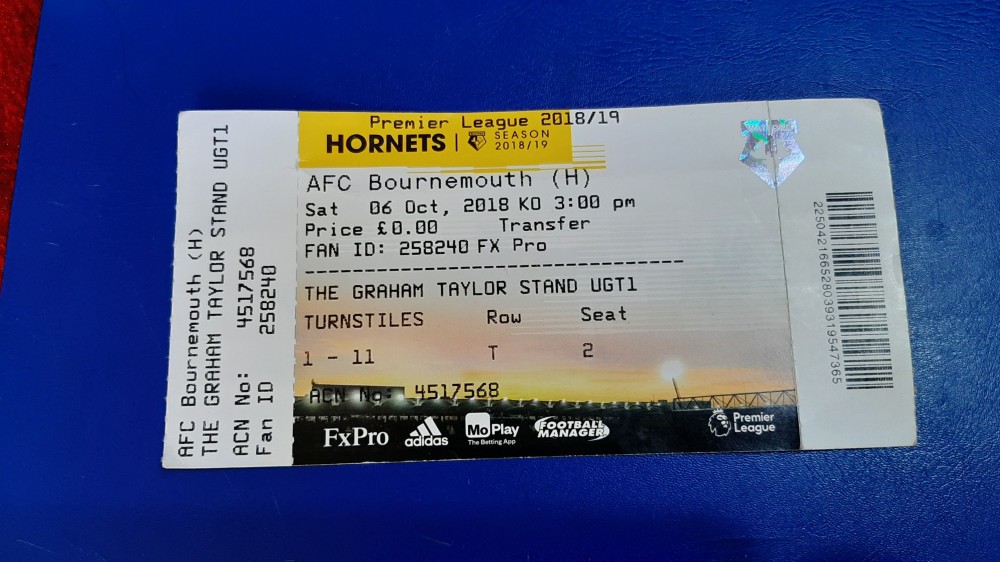 AFC Bournemouth (H)
THE GRAHAM TAYLOR STAND UGT1
ACN No: 4517568
Fan ID 258240
Premier League 2018/19
HORNETS
SEASON
2018/19
AFC Bournemouth (H)
Sat 06 Oct, 2018 KO 3:00 pm
Price £0.00 Transfer
FAN ID: 258240 FX Pro
THE GRAHAM TAYLOR STAND UGT1
TURNSTILES Row Seat
1 - 11 T 2
ACN No: 4517568
FxPro
adidas
MoPlay
The Betting App
FOOTBALL
MANAGER
Premier
League
225042166528039319547365